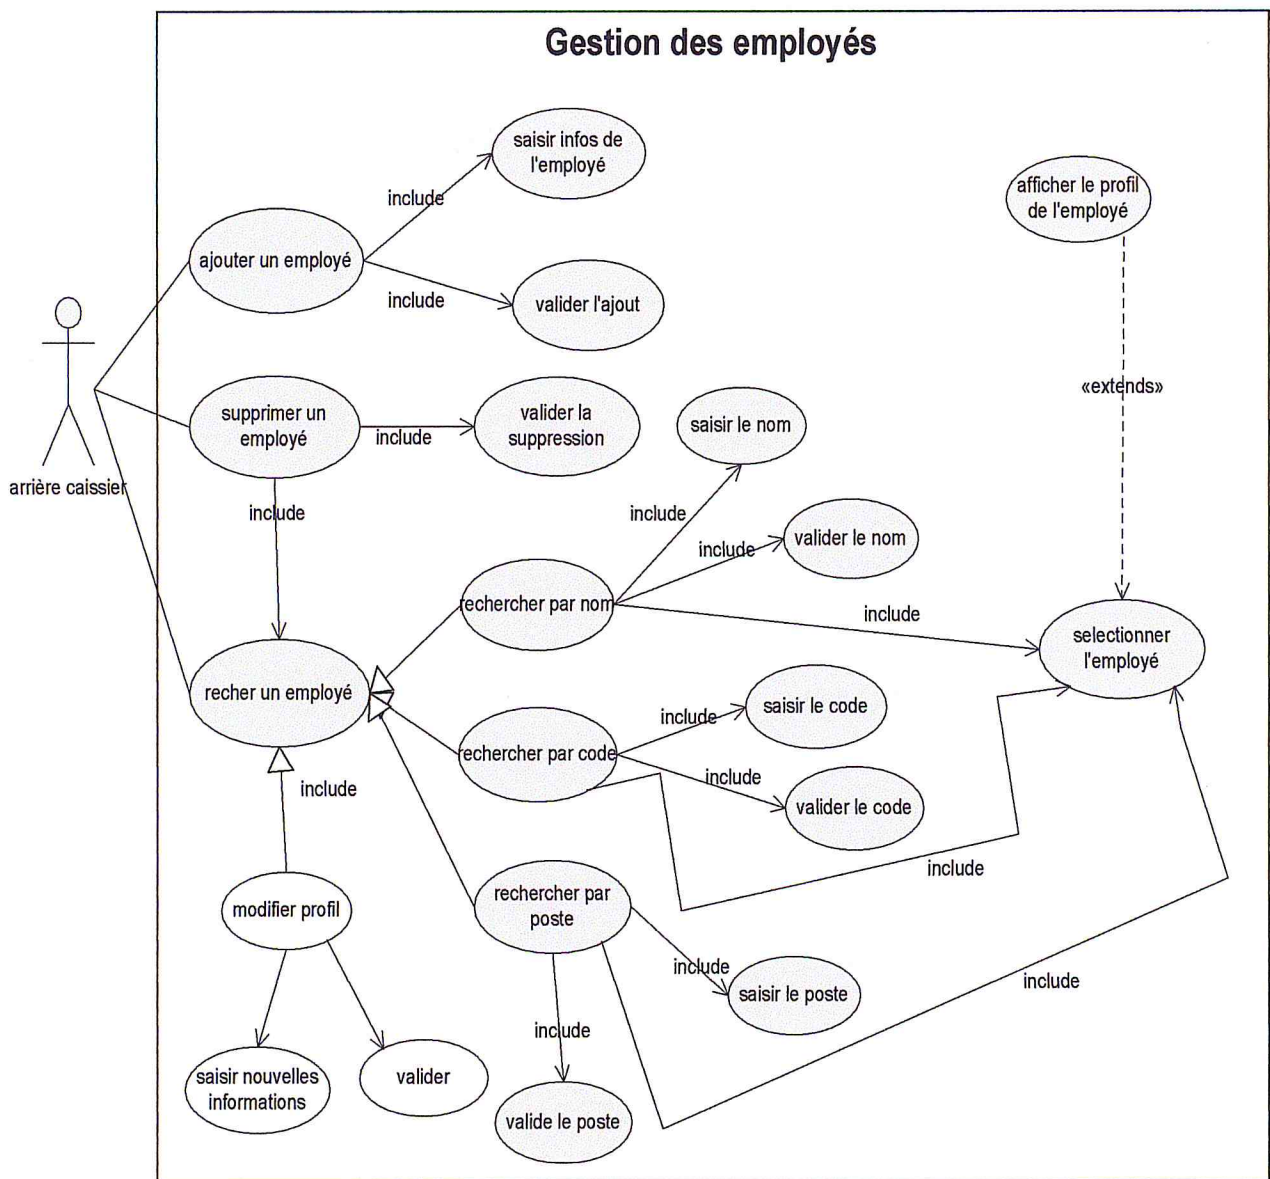 Gestion des employés
saisir infos de
l'employé
afficher le profil
de l'employé
include
ajouter un employé
include
valider l'ajout
«extends»
supprimer un
employé
include
valider la
suppression
saisir le nom
arrière caissier
include
include
include
valider le nom
rechercher par nom
include
selectionner
l'employé
recher un employé
include
saisir le code
rechercher par code
include
valider le code
include
include
rechercher par
poste
modifier profil
include
saisir le poste
include
include
saisir nouvelles
informations
valider
valide le poste